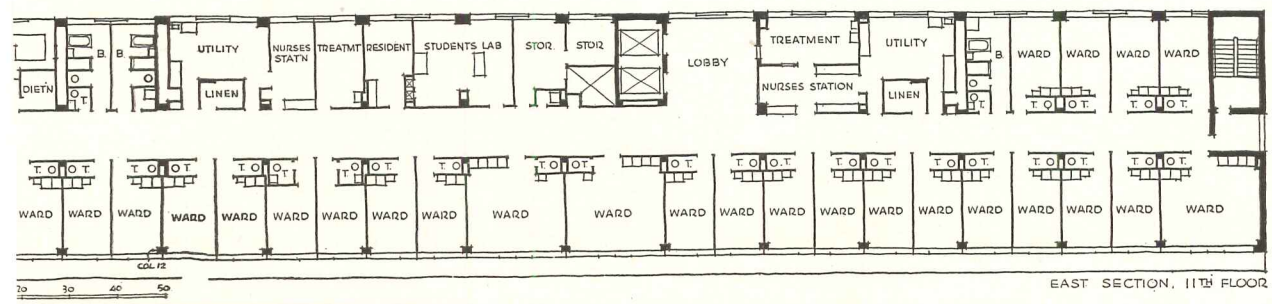 B. B. UTILITY NURSES STAT'N TREATMT RESIDENT STUDENTS LAB STOR. STOR LOBBY TREATMENT UTILITY B. WARD WARD WARD WARD
DIET'N T. LINEN NURSES STATION LINEN T. T. T. T. T.
T. T. T. T. T. T. T. T. T. T. T. T. T. T. T. T. T. T. T. T. T. T.
T. T.
WARD WARD WARD WARD WARD WARD WARD WARD WARD WARD WARD WARD WARD WARD WARD WARD WARD WARD WARD WARD WARD WARD
COL 12
20 30 40 50
EAST SECTION, 11TH FLOOR